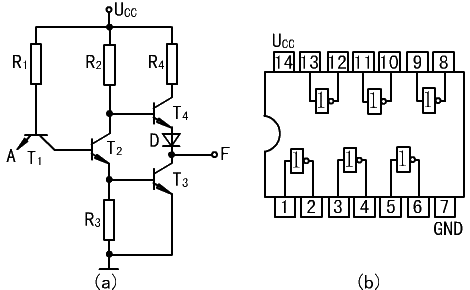 UCC
R1
R2
R4
T4
A
T1
T2
D
F
T3
R3
(a)
UCC
14 13 12 11 10 9 8
1 1 1
1 1 1
1 2 3 4 5 6 7
GND
(b)